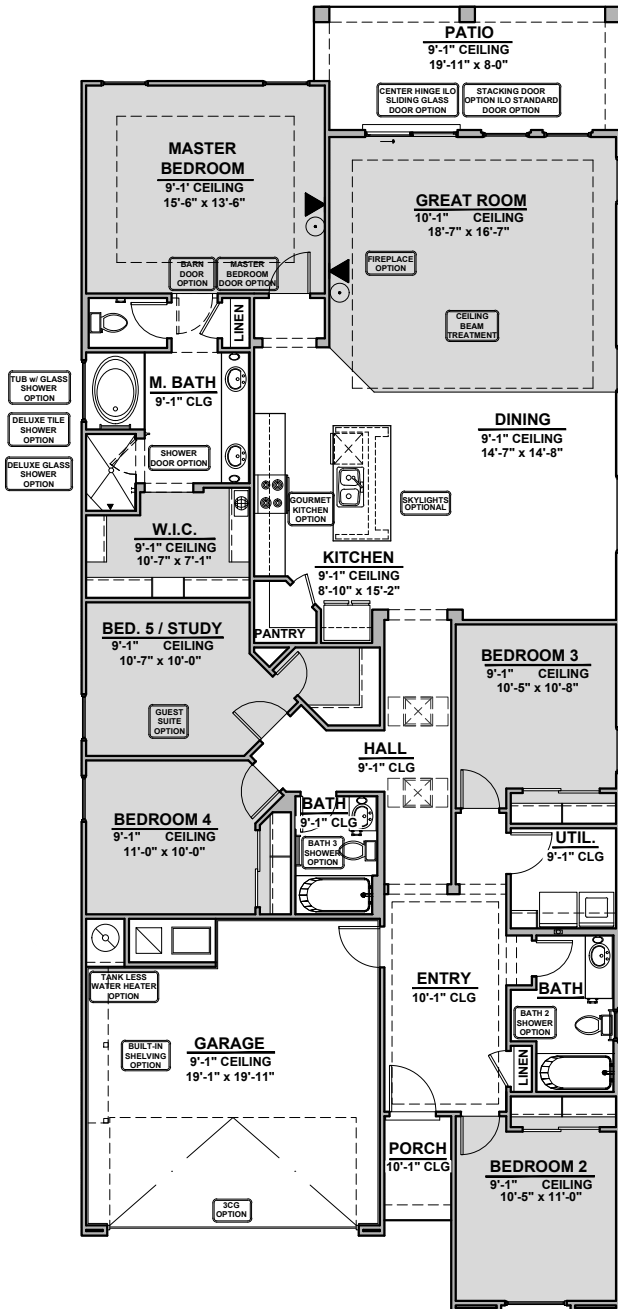 PATIO
9'-1" CEILING
19'-11" x 8-0"
CENTER HINGE ILO
SLIDING GLASS
DOOR OPTION
STACKING DOOR
OPTION ILO STANDARD
DOOR OPTION
MASTER
BEDROOM
9'-1' CEILING
15'-6" x 13'-6"
GREAT ROOM
10'-1" CEILING
18'-7" x 16'-7"
BARN
DOOR
OPTION
MASTER
BEDROOM
DOOR OPTION
FIREPLACE
OPTION
LINEN
CEILING
BEAM
TREATMENT
TUB w/ GLASS
SHOWER
OPTION
DELUXE TILE
SHOWER
OPTION
DELUXE GLASS
SHOWER
OPTION
M. BATH
9'-1" CLG
SHOWER
DOOR OPTION
DINING
9'-1" CEILING
14'-7" x 14'-8"
GOURMET
KITCHEN
OPTION
SKYLIGHTS
OPTIONAL
W.I.C.
9'-1" CEILING
10'-7" x 7'-1"
KITCHEN
9'-1" CEILING
8'-10" x 15'-2"
PANTRY
BED. 5 / STUDY
9'-1" CEILING
10'-7" x 10'-0"
GUEST
SUITE
OPTION
BEDROOM 3
9'-1" CEILING
10'-5" x 10'-8"
HALL
9'-1" CLG
BEDROOM 4
9'-1" CEILING
11'-0" x 10'-0"
BATH
9'-1" CLG
BATH 3
SHOWER
OPTION
UTIL.
9'-1" CLG
TANK LESS
WATER HEATER
OPTION
ENTRY
10'-1" CLG
BATH
BATH 2
SHOWER
OPTION
BUILT-IN
SHELVING
OPTION
GARAGE
9'-1" CEILING
19'-1" x 19'-11"
LINEN
PORCH
10'-1" CLG
BEDROOM 2
9'-1" CEILING
10'-5" x 11'-0"
3CG
OPTION